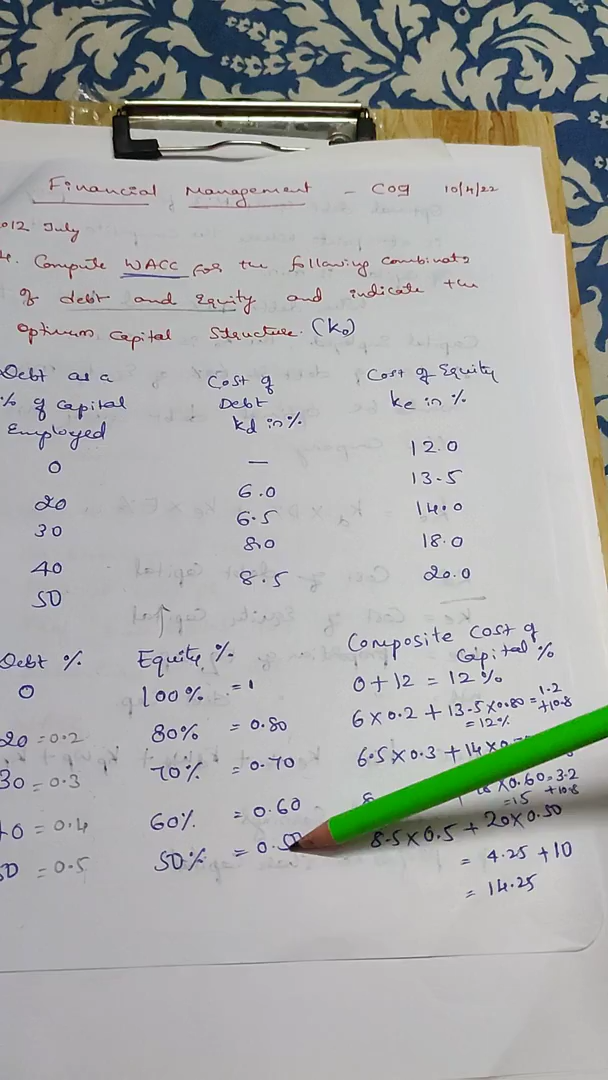 Financial Management - C09 10/4/22
2012 July
4. Compute WACC for the following combinats
of debt and Equity and indicate the
optimum capital Structure. (ko)
Debt as a Cost of Cost of Equity
% of Capital Debt ke in %
Employed kd in %
0 — 12.0
20 6.0 13.5
30 6.5 14.0
40 8.0 18.0
50 8.5 20.0
Debt % Equity % Composite Cost of
Capital %
0 100% = 1 0 + 12 = 12%
20 = 0.2 80% = 0.80 6 x 0.2 + 13.5 x 0.80 = 1.2
+10.8
= 12%
30 = 0.3 70% = 0.70 6.5 x 0.3 + 14 x
40 = 0.4 60% = 0.60 8 x 0.60 = 3.2
= 15 +10.8
50 = 0.5 50% = 0.50 8.5 x 0.5 + 20 x 0.50
= 4.25 + 10
= 14.25